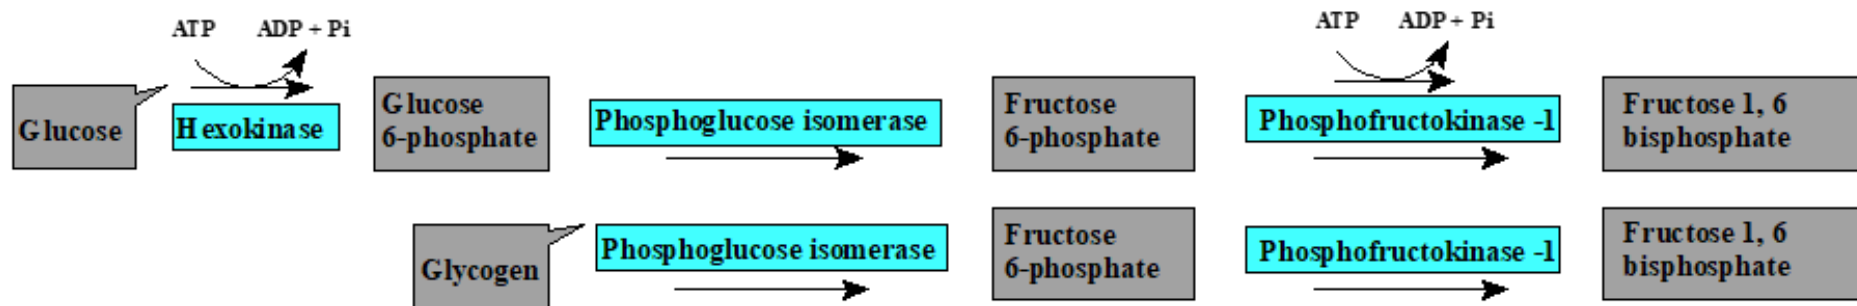 ATP ADP + Pi ATP ADP + Pi
Glucose Hexokinase Glucose Phosphoglucose isomerase Fructose Phosphofructokinase -1 Fructose 1, 6
6-phosphate 6-phosphate bisphosphate
Glycogen Phosphoglucose isomerase Fructose Phosphofructokinase -1 Fructose 1, 6
6-phosphate bisphosphate